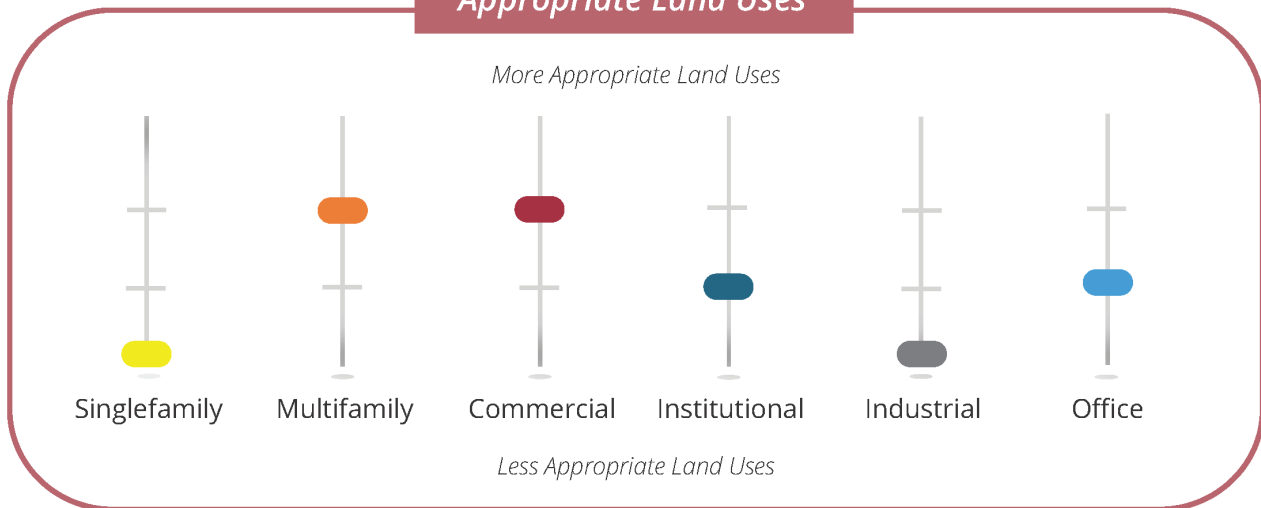 Appropriate Land Uses
More Appropriate Land Uses
Singlefamily Multifamily Commercial Institutional Industrial Office
Less Appropriate Land Uses